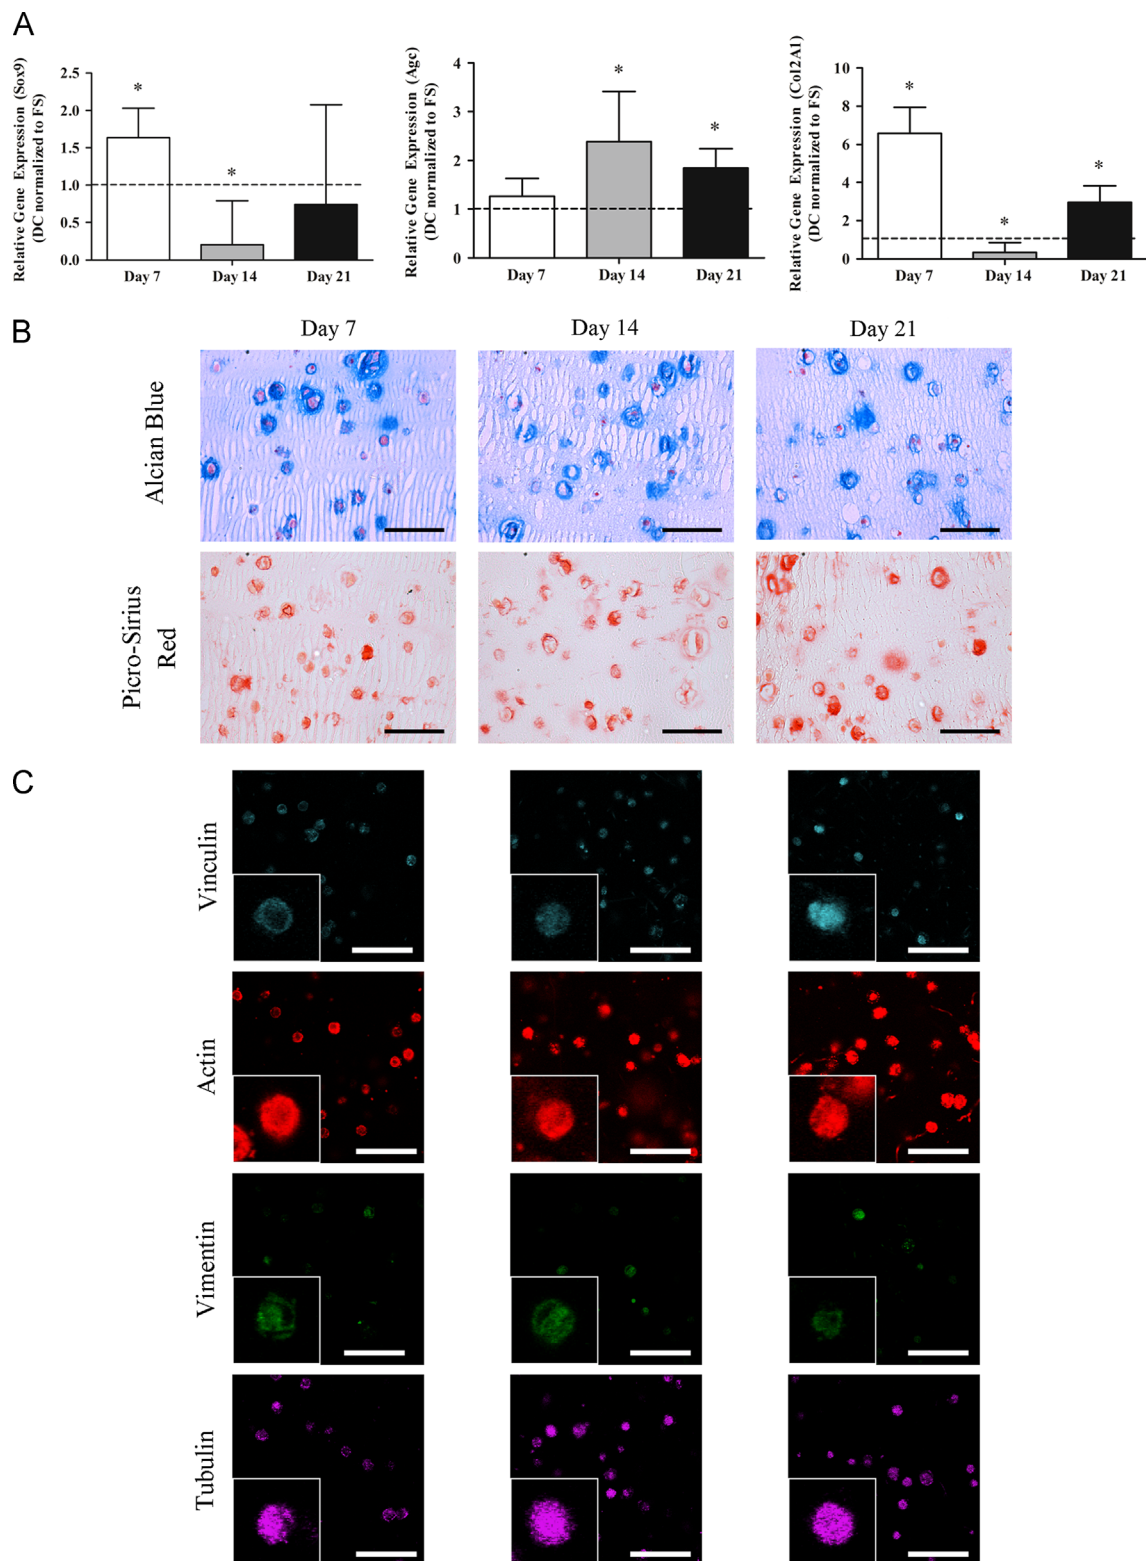 A
Relative Gene Expression (Sox9)
(DC normalized to FS)
2.5
2.0
1.5
1.0
0.5
0.0
*
*
Day 7
Day 14
Day 21
Relative Gene Expression (Agc)
(DC normalized to FS)
4
3
2
1
0
*
*
Day 7
Day 14
Day 21
Relative Gene Expression (Col2A1)
(DC normalized to FS)
10
8
6
4
2
0
*
*
*
Day 7
Day 14
Day 21
B
Day 7
Day 14
Day 21
Alcian Blue
Picro-Sirius
Red
C
Vinculin
Actin
Vimentin
Tubulin